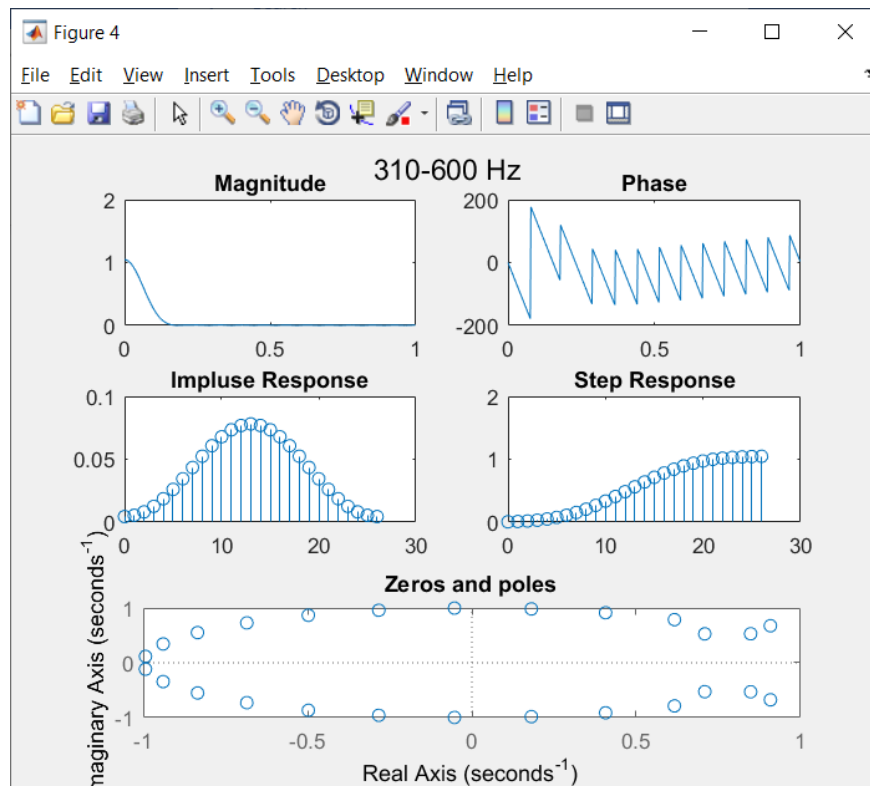 Figure 4
File Edit View Insert Tools Desktop Window Help
310-600 Hz
Magnitude
2
1
0
0 0.5 1
Phase
200
0
-200
0 0.5 1
Impluse Response
0.1
0.05
0
0 10 20 30
Step Response
2
1
0
0 10 20 30
Zeros and poles
maginary Axis (seconds⁻¹)
1
0
-1
-1 -0.5 0 0.5 1
Real Axis (seconds⁻¹)